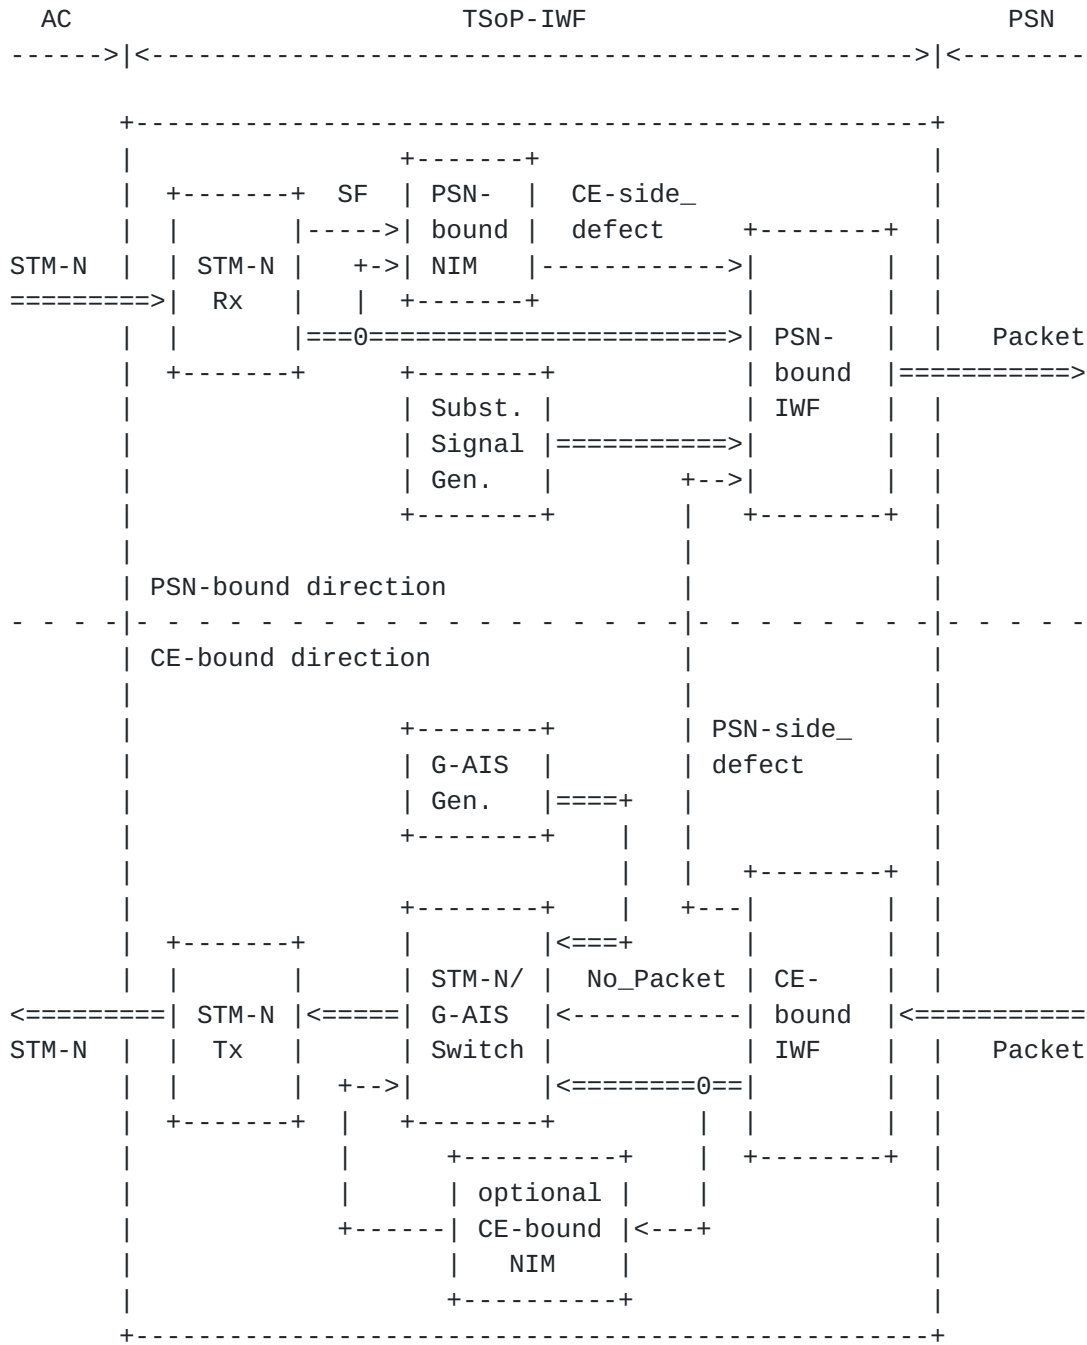 AC TSoP-IWF PSN
------>|<------------------------------------------------->|<---------
+---------------------------------------------------+
| +-------+ |
| +-------+ SF | PSN- | CE-side_ |
| | |----->| bound | defect +--------+ |
STM-N | | STM-N | +->| NIM |------------>| | |
=========>| Rx | | +-------+ | | |
| | |===0=======================>| PSN- | | Packet
| +-------+ +--------+ | bound |===========>
| | Subst. | | IWF | |
| | Signal |===========>| | |
| | Gen. | +-->| | |
| +--------+ | +--------+ |
| | |
| PSN-bound direction | |
- - - -|- - - - - - - - - - - - - - - - - -|- - - - - - - -|- - - - -
| CE-bound direction | |
| | |
| +--------+ | PSN-side_ |
| | G-AIS | | defect |
| | Gen. |====+ | |
| +--------+ | | |
| | | +--------+ |
| +--------+ | +---| | |
| +-------+ | |<===+ | | |
| | | | STM-N/ | No_Packet | CE- | |
<=========| STM-N |<=====| G-AIS |<-----------| bound |<===========
STM-N | | Tx | | Switch | | IWF | | Packet
| | | +-->| |<========0==| | |
| +-------+ | +--------+ | | | |
| | +----------+ | +--------+ |
| | | optional | | |
| +------| CE-bound |<---+ |
| | NIM | |
| +----------+ |
+---------------------------------------------------+